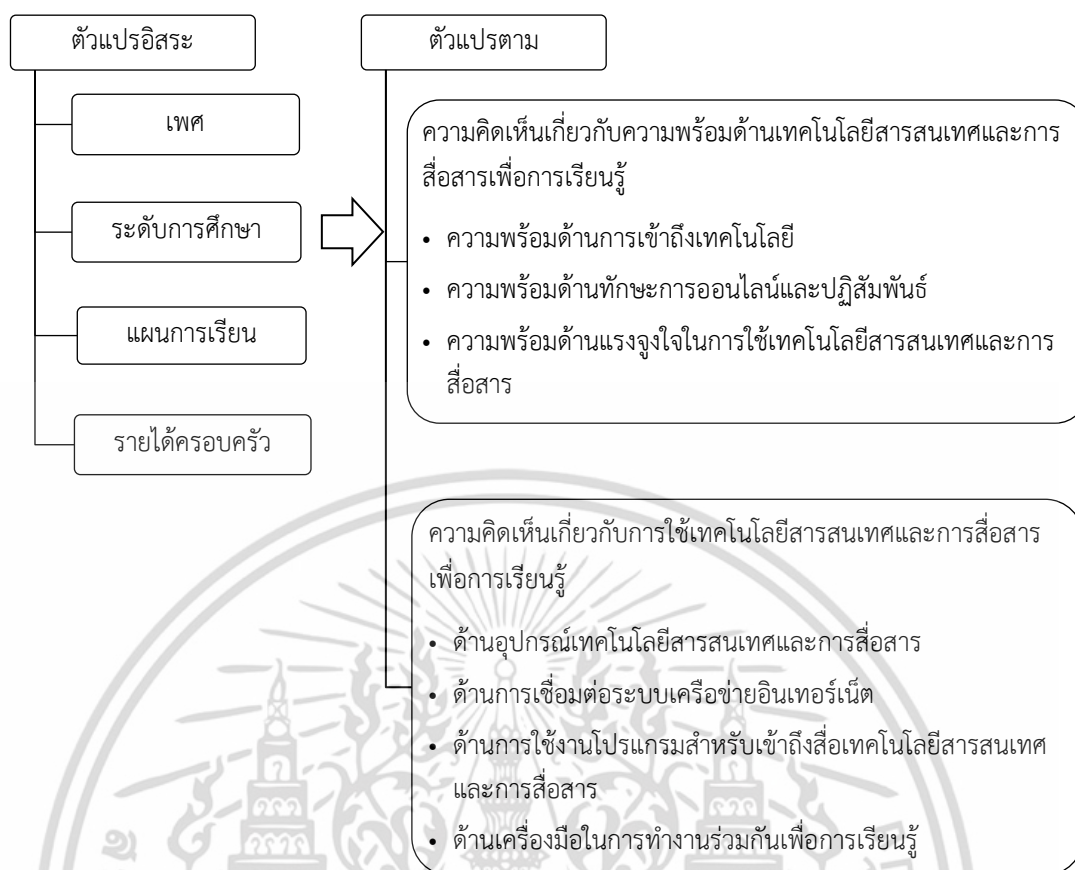 ตัวแปรอิสระ
เพศ
ระดับการศึกษา
แผนการเรียน
รายได้ครอบครัว
ตัวแปรตาม
ความคิดเห็นเกี่ยวกับความพร้อมด้านเทคโนโลยีสารสนเทศและการ
สื่อสารเพื่อการเรียนรู้
• ความพร้อมด้านการเข้าถึงเทคโนโลยี
• ความพร้อมด้านทักษะการออนไลน์และปฏิสัมพันธ์
• ความพร้อมด้านแรงจูงใจในการใช้เทคโนโลยีสารสนเทศและการ
สื่อสาร
ความคิดเห็นเกี่ยวกับการใช้เทคโนโลยีสารสนเทศและการสื่อสาร
เพื่อการเรียนรู้
• ด้านอุปกรณ์เทคโนโลยีสารสนเทศและการสื่อสาร
• ด้านการเชื่อมต่อระบบเครือข่ายอินเทอร์เน็ต
• ด้านการใช้งานโปรแกรมสำหรับเข้าถึงสื่อเทคโนโลยีสารสนเทศ
และการสื่อสาร
• ด้านเครื่องมือในการทำงานร่วมกันเพื่อการเรียนรู้